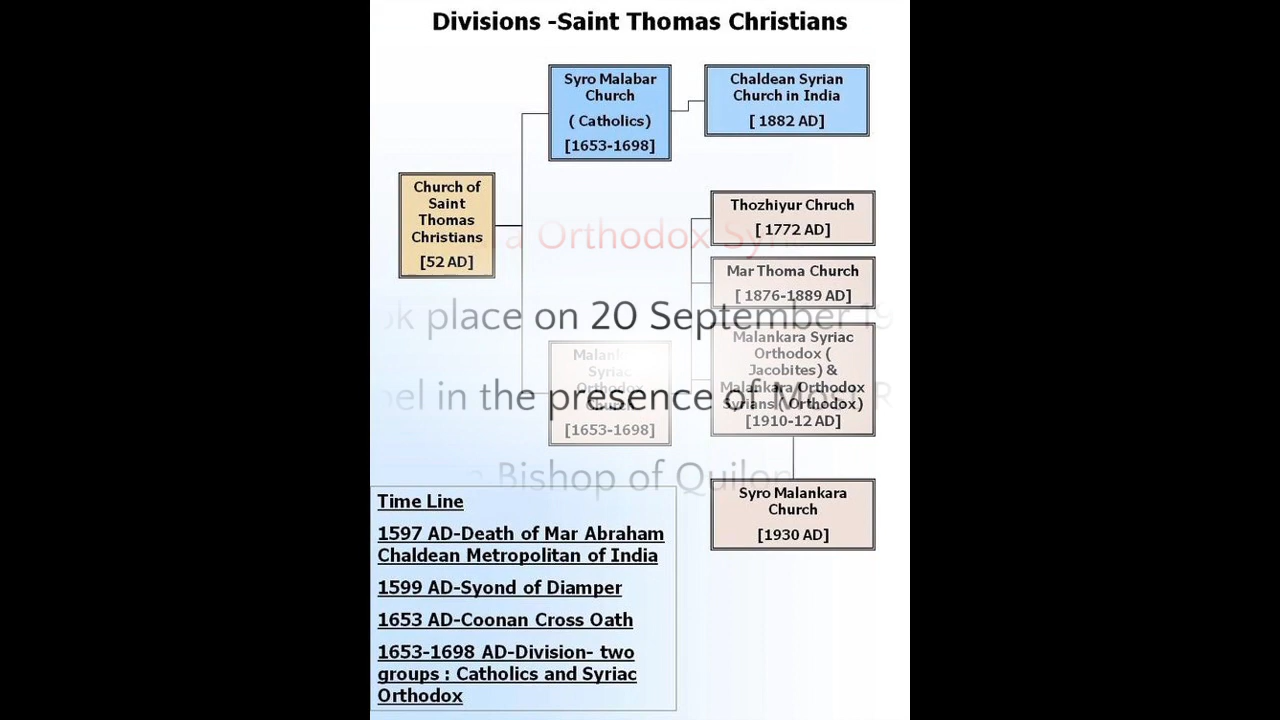 Divisions -Saint Thomas Christians
Syro Malabar
Church
( Catholics)
[1653-1698]
Chaldean Syrian
Church in India
[ 1882 AD]
Church of
Saint
Thomas
Christians
[52 AD]
Thozhiyur Chruch
[ 1772 AD]
a Orthodox
Mar Thoma Church
[ 1876-1889 AD]
place on 20 September
Malankara Syriac
Orthodox (
Jacobites) &
Malankara Orthodox
Syrians( Orthodox)
[1910-12 AD]
Syriac
Orthodox
[1653-1698]
in the presence of
Bishop of
Syro Malankara
Church
[1930 AD]
Time Line
1597 AD-Death of Mar Abraham
Chaldean Metropolitan of India
1599 AD-Syond of Diamper
1653 AD-Coonan Cross Oath
1653-1698 AD-Division- two
groups : Catholics and Syriac
Orthodox